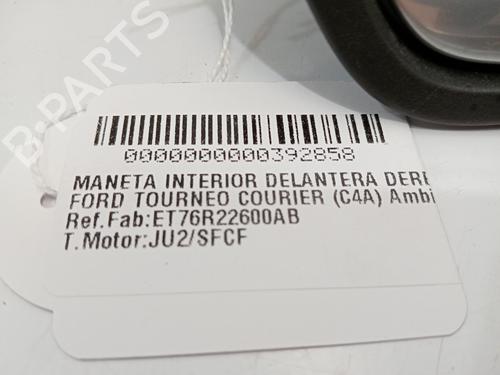 B-PARTS
0000000000392858
MANETA INTERIOR DELANTERA DERE
FORD TOURNEO COURIER (C4A) Ambi
Ref.Fab:ET76R22600AB
T.Motor:JU2/SFCF